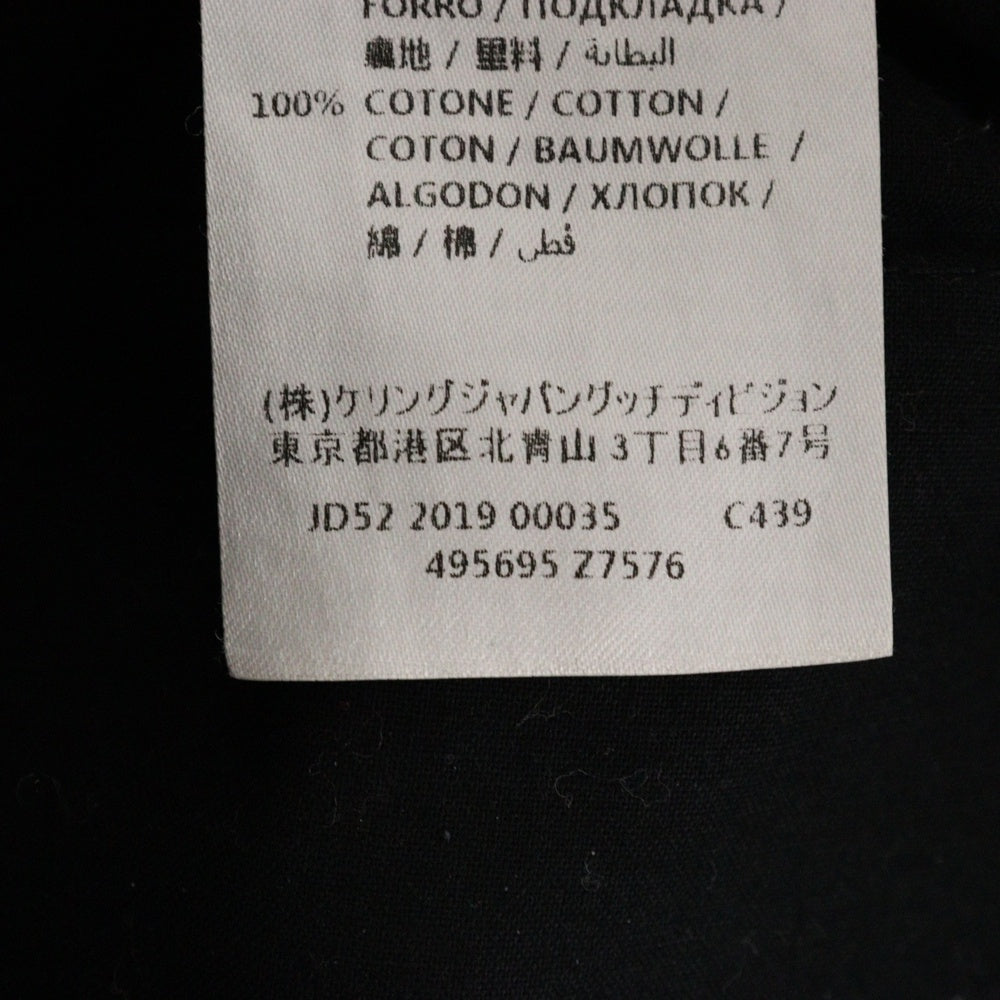 FORRO / ПОДКЛАДКА /
裏地 / 里料 / البطانة
100% COTONE / COTTON /
COTON / BAUMWOLLE /
ALGODON / ХЛОПОК /
綿 / 棉 / قطن
(株)ケリングジャパングッチディビジョン
東京都港区北青山 3丁目6番7号
JD52 2019 00035 C439
495695 Z7576